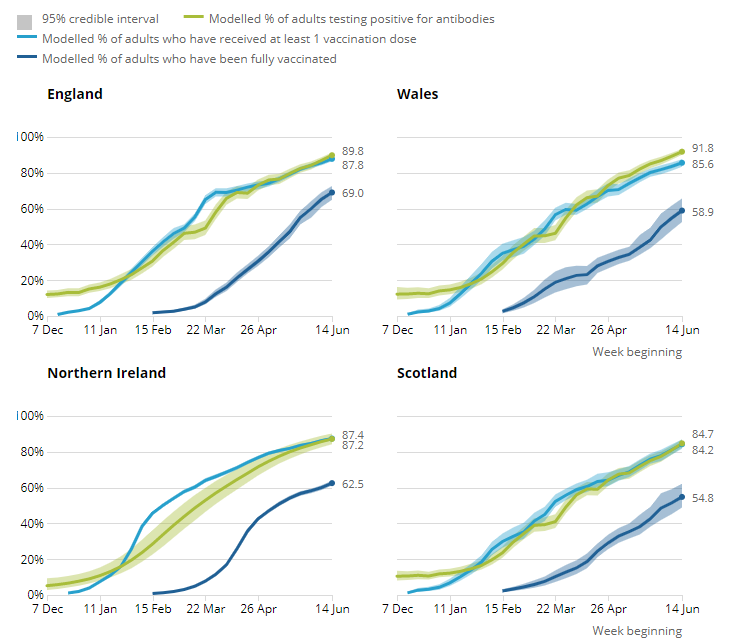 95% credible interval Modelled % of adults testing positive for antibodies
Modelled % of adults who have received at least 1 vaccination dose
Modelled % of adults who have been fully vaccinated
England Wales
100%
80%
60%
40%
20%
0%
89.8
87.8
69.0
7 Dec 11 Jan 15 Feb 22 Mar 26 Apr 14 Jun
91.8
85.6
58.9
7 Dec 11 Jan 15 Feb 22 Mar 26 Apr 14 Jun
Week beginning
Northern Ireland Scotland
100%
80%
60%
40%
20%
0%
87.4
87.2
62.5
7 Dec 11 Jan 15 Feb 22 Mar 26 Apr 14 Jun
84.7
84.2
54.8
7 Dec 11 Jan 15 Feb 22 Mar 26 Apr 14 Jun
Week beginning